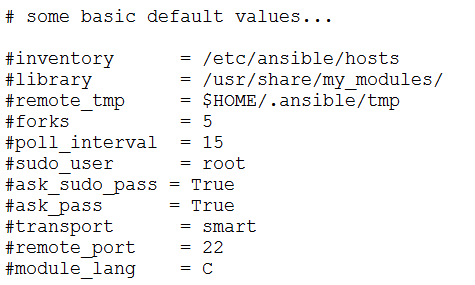 # some basic default values...

#inventory      = /etc/ansible/hosts
#library        = /usr/share/my_modules/
#remote_tmp     = $HOME/.ansible/tmp
#forks          = 5
#poll_interval  = 15
#sudo_user      = root
#ask_sudo_pass = True
#ask_pass      = True
#transport      = smart
#remote_port    = 22
#module_lang    = C